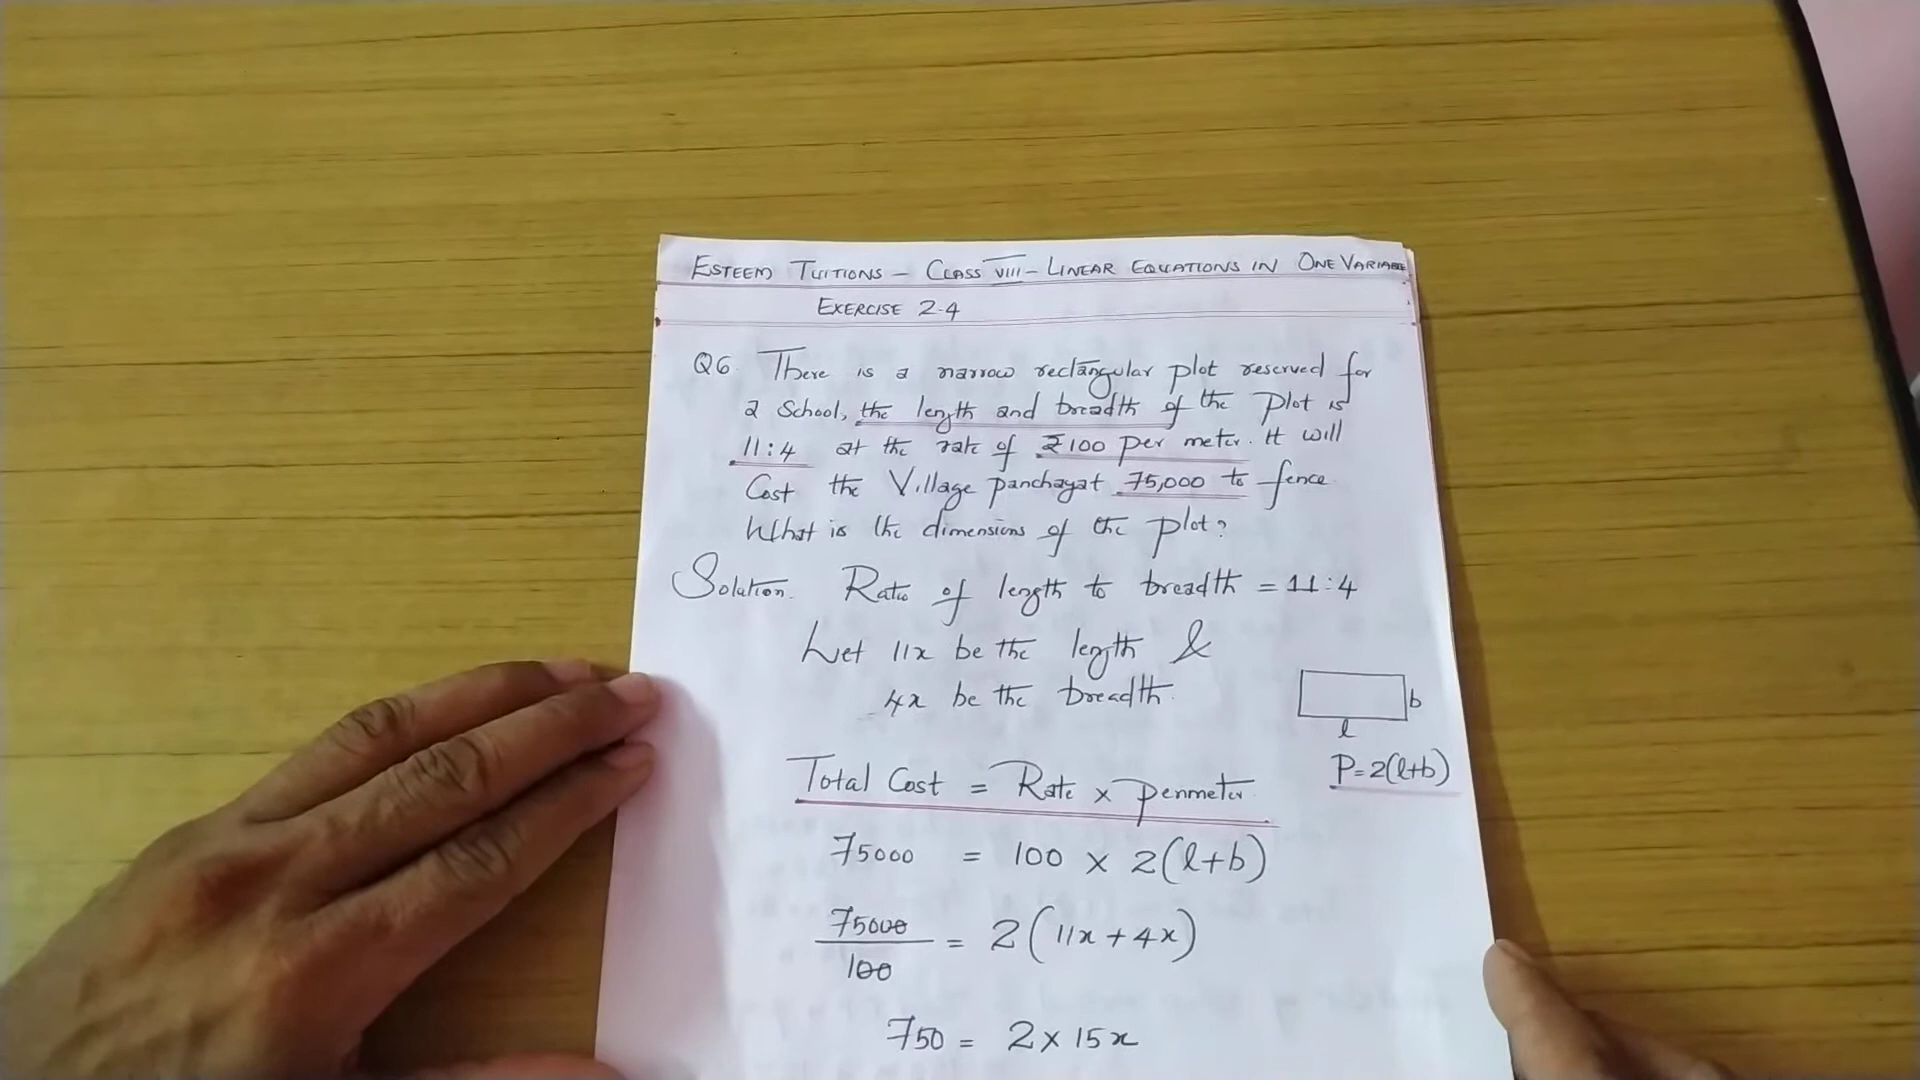 ESTEEM TUITIONS - CLASS VIII - LINEAR EQUATIONS IN ONE VARIABLE
EXERCISE 2.4
Q6. There is a narrow rectangular plot reserved for
a school, the length and breadth of the plot is
11:4 at the rate of ₹100 per meter. It will
Cost the Village panchayat 75,000 to fence.
What is the dimensions of the plot?
Solution. Ratio of length to breadth = 11:4
Let 11x be the length &
4x be the breadth.
b
l
P=2(l+b)
Total Cost = Rate × perimeter.
75000 = 100 × 2(l+b)
75000/100 = 2(11x+4x)
750 = 2×15x